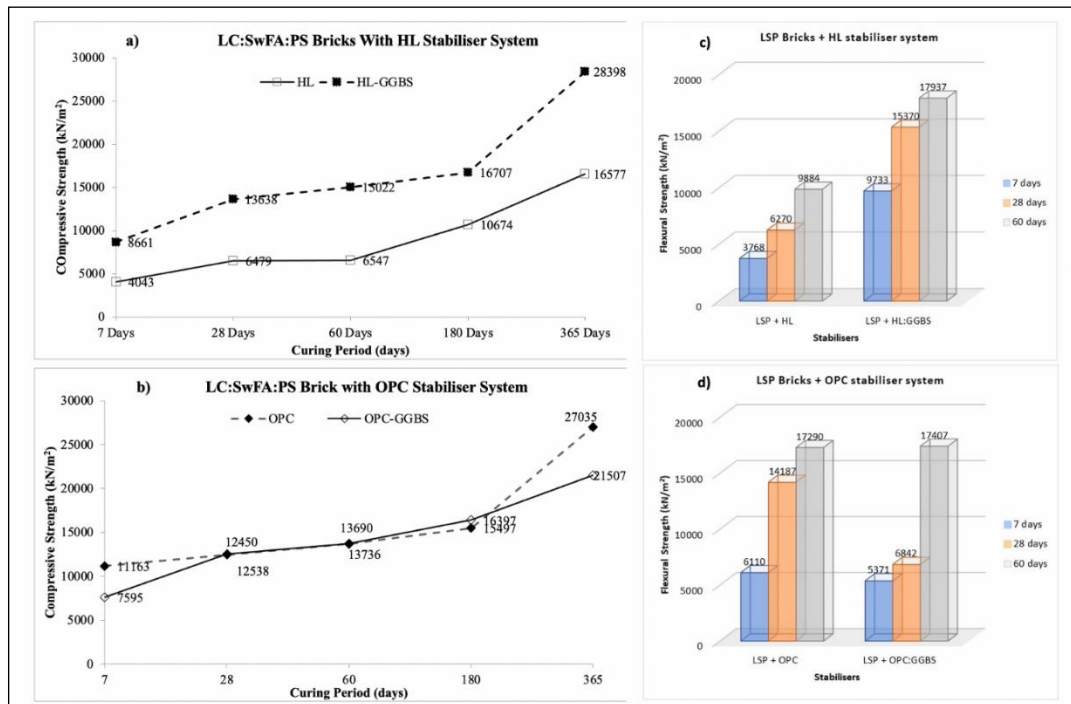 a)
LC:SwFA:PS Bricks With HL Stabiliser System
HL
HL-GGBS
COmpressive Strength (kN/m²)
30000
25000
20000
15000
10000
5000
0
28398
8661
13638
15022
16707
16577
10674
4043
6479
6547
7 Days
28 Days
60 Days
180 Days
365 Days
Curing Period (days)
b)
LC:SwFA:PS Brick with OPC Stabiliser System
OPC
OPC-GGBS
Compressive Strength (kN/m²)
30000
25000
20000
15000
10000
5000
0
27035
21507
16397
15497
13690
13736
12450
12538
11163
7595
7
28
60
180
365
Curing Period (days)
c)
LSP Bricks + HL stabiliser system
Flexural Strength (kN/m²)
20000
15000
10000
5000
0
3768
6270
9884
9733
15370
17937
LSP + HL
LSP + HL:GGBS
Stabilisers
7 days
28 days
60 days
d)
LSP Bricks + OPC stabiliser system
Flexural Strength (kN/m²)
20000
15000
10000
5000
0
6110
14187
17290
5371
6842
17407
LSP + OPC
LSP + OPC:GGBS
Stabilisers
7 days
28 days
60 days